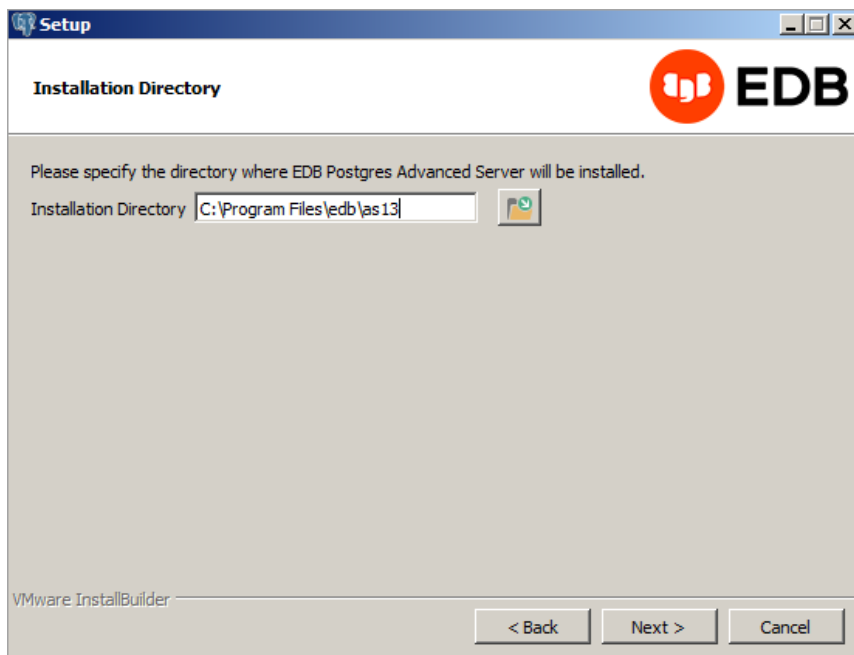 Setup
Installation Directory
EDB
Please specify the directory where EDB Postgres Advanced Server will be installed.
Installation Directory C:\Program Files\edb\as13
VMware InstallBuilder
< Back Next > Cancel